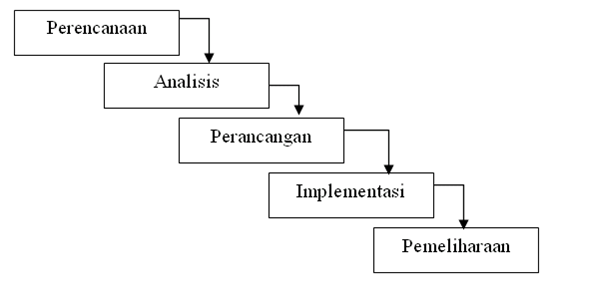 Perencanaan
Analisis
Perancangan
Implementasi
Pemeliharaan